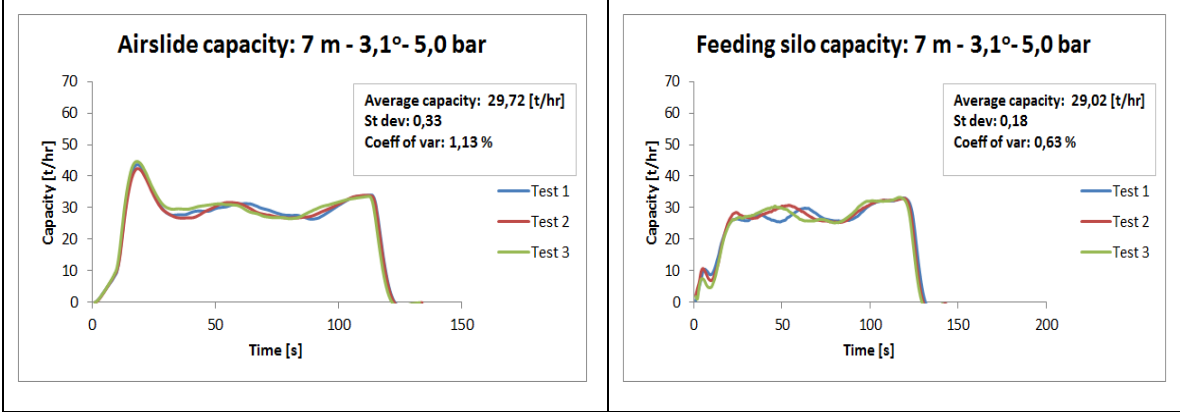 Airslide capacity: 7 m - 3,1º- 5,0 bar
Capacity [t/hr]
70
60
50
40
30
20
10
0
0
50
100
150
Time [s]
Average capacity: 29,72 [t/hr]
St dev: 0,33
Coeff of var: 1,13 %
Test 1
Test 2
Test 3
Feeding silo capacity: 7 m - 3,1º- 5,0 bar
Capacity [t/hr]
70
60
50
40
30
20
10
0
0
50
100
150
200
Time [s]
Average capacity: 29,02 [t/hr]
St dev: 0,18
Coeff of var: 0,63 %
Test 1
Test 2
Test 3